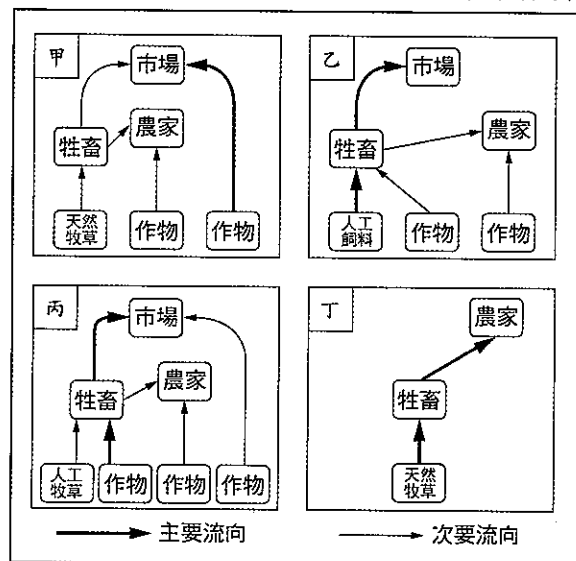 甲
市場
農家
牲畜
天然
牧草
作物
作物
乙
市場
農家
牲畜
人工
飼料
作物
作物
丙
市場
農家
牲畜
人工
牧草
作物
作物
作物
丁
農家
牲畜
天然
牧草
主要流向
次要流向